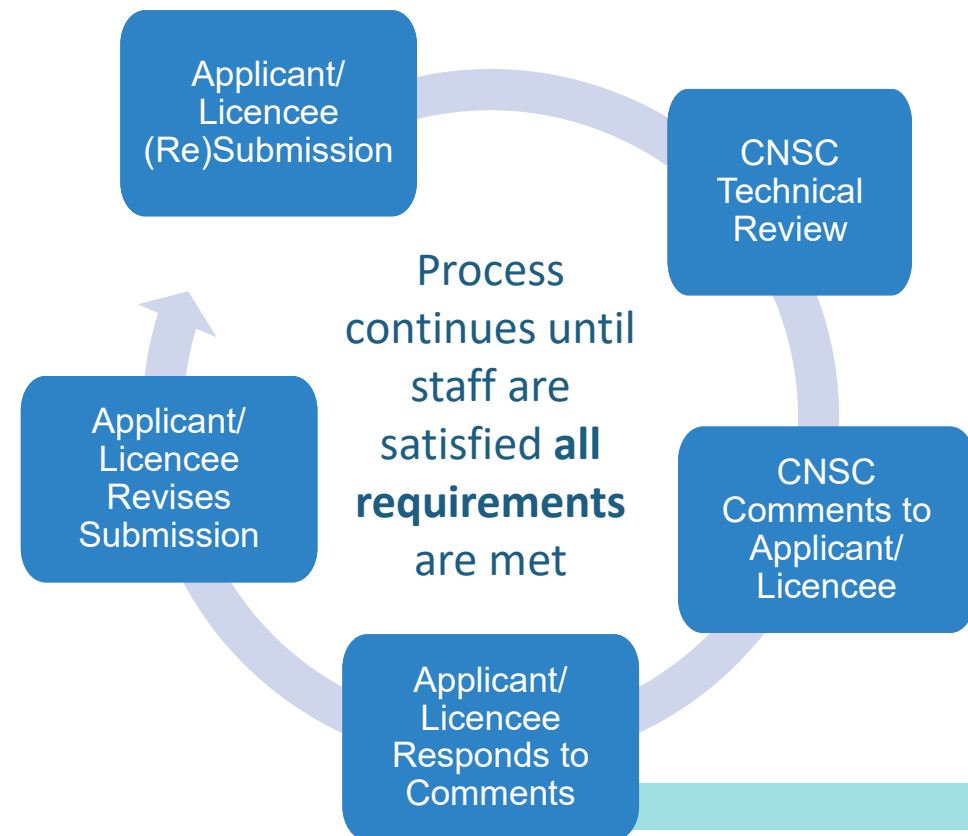 Applicant/
Licencee
(Re)Submission
CNSC
Technical
Review
CNSC
Comments to
Applicant/
Licencee
Applicant/
Licencee
Responds to
Comments
Applicant/
Licencee
Revises
Submission
Process
continues until
staff are
satisfied all
requirements
are met